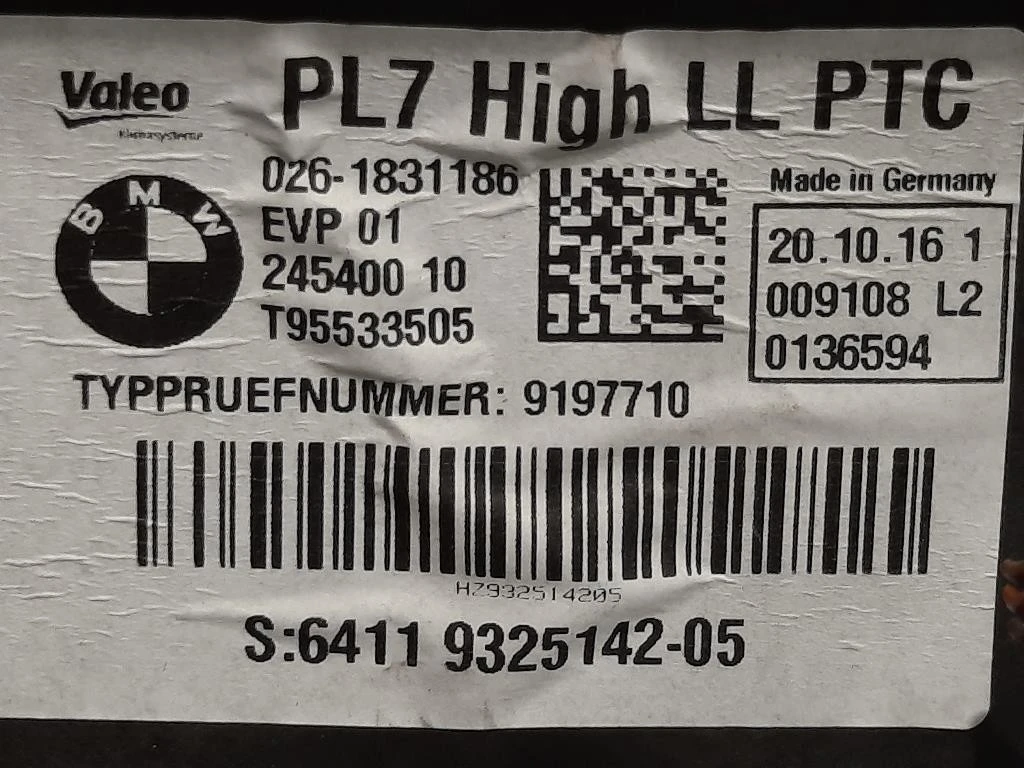 Valeo
Klimasysteme
PL7 High LL PTC
BMW
026-1831186
EVP 01
245400 10
T95533505
Made in Germany
20.10.16 1
009108 L2
0136594
TYPPRUEFNUMMER: 9197710
HZ932514205
S:6411 9325142-05